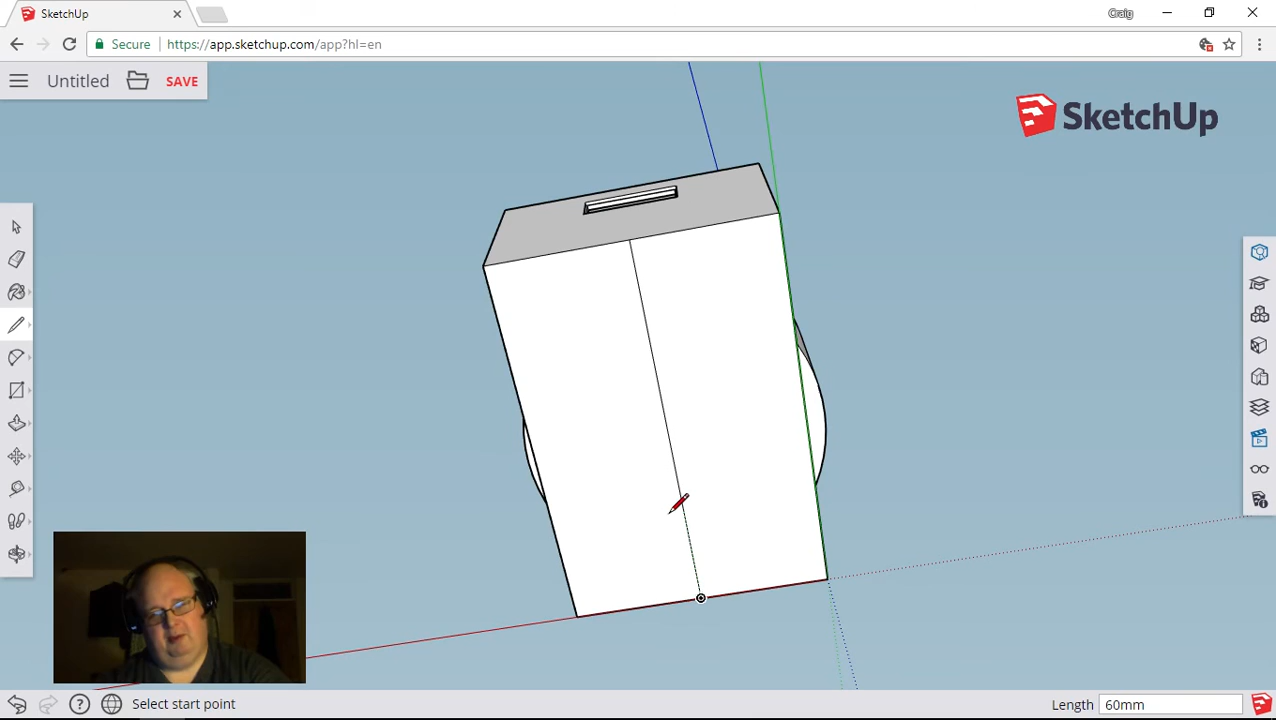 SketchUp
Craig
Secure
https://app.sketchup.com/app?hl=en
Untitled
SAVE
SketchUp
Select start point
Length
60mm